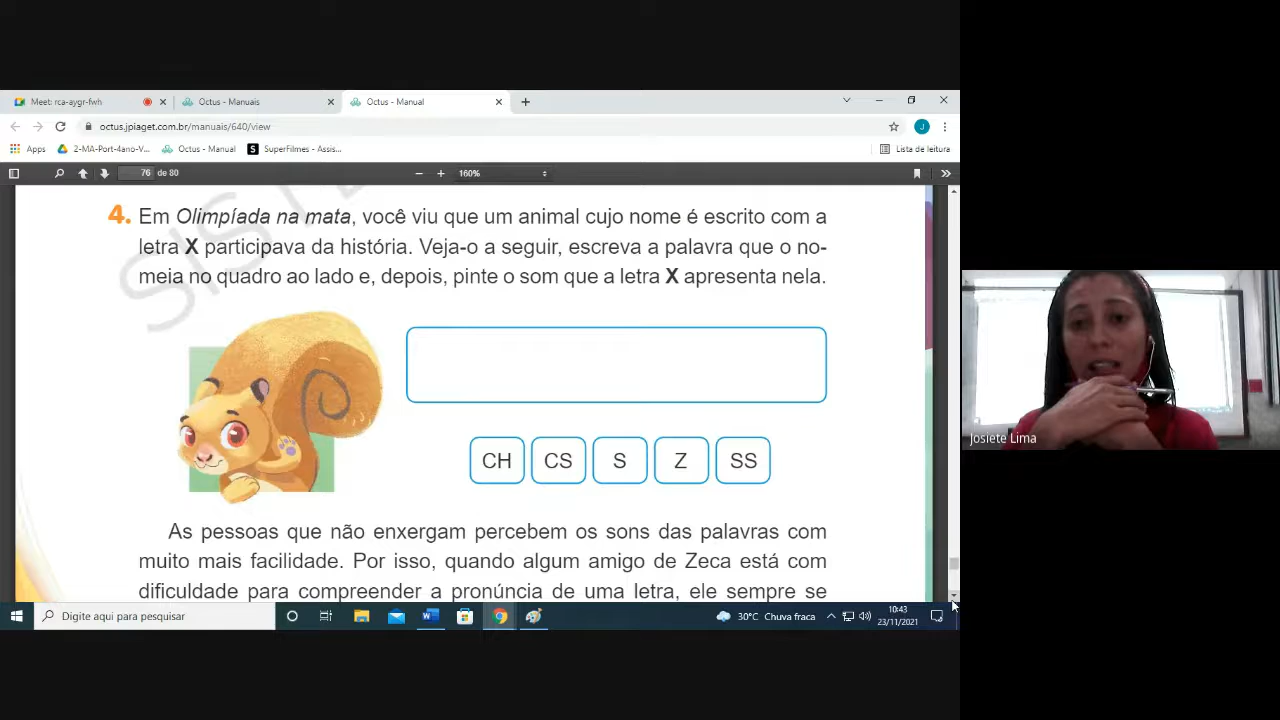 Meet: rca-aygr-fwh
Octus - Manuais
Octus - Manual
octus.jpiaget.com.br/manuais/640/view
Apps
2-MA-Port-4ano-V...
Octus - Manual
S
SuperFilmes - Assis...
Lista de leitura
76 de 80
160%
SISTE
4. Em Olimpíada na mata, você viu que um animal cujo nome é escrito com a
letra X participava da história. Veja-o a seguir, escreva a palavra que o no-
meia no quadro ao lado e, depois, pinte o som que a letra X apresenta nela.
CH CS S Z SS
As pessoas que não enxergam percebem os sons das palavras com
muito mais facilidade. Por isso, quando algum amigo de Zeca está com
dificuldade para compreender a pronúncia de uma letra, ele sempre se
Josiete Lima
Digite aqui para pesquisar
30°C Chuva fraca
10:43
23/11/2021